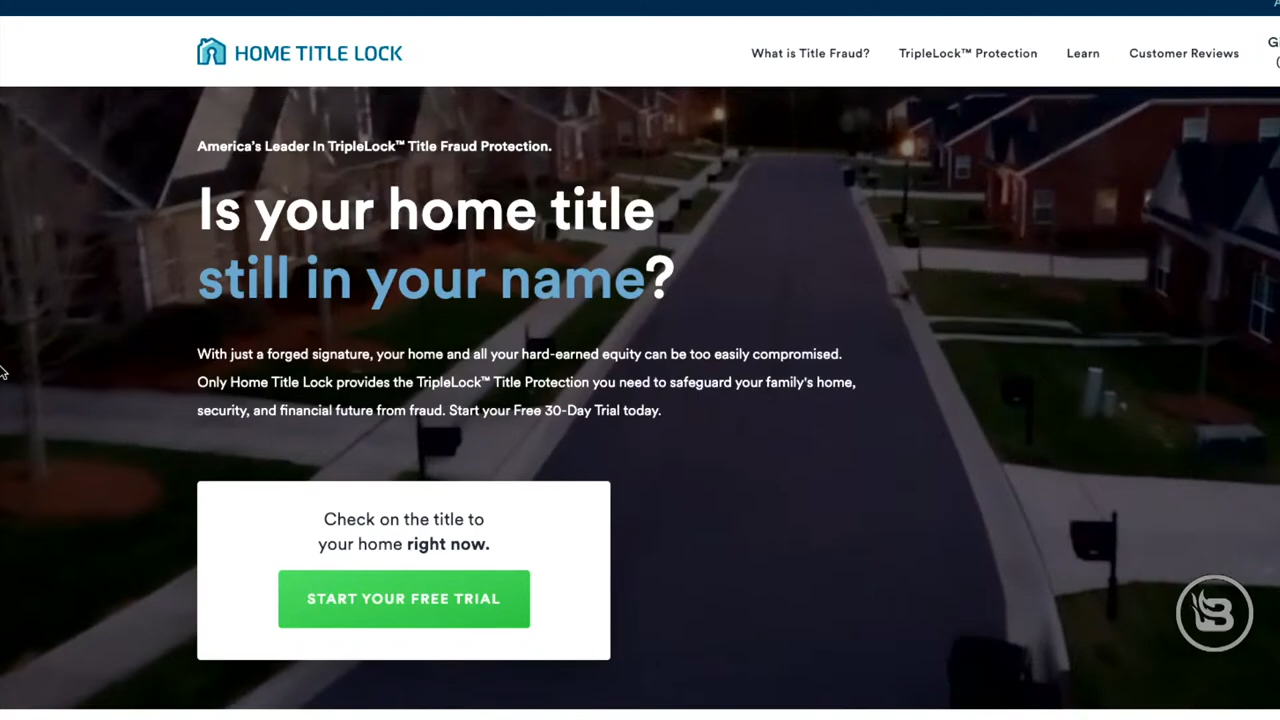 HOME TITLE LOCK
What is Title Fraud?
TripleLock™ Protection
Learn
Customer Reviews
America's Leader In TripleLock™ Title Fraud Protection.
Is your home title
still in your name?
With just a forged signature, your home and all your hard-earned equity can be too easily compromised.
Only Home Title Lock provides the TripleLock™ Title Protection you need to safeguard your family's home,
security, and financial future from fraud. Start your Free 30-Day Trial today.
Check on the title to
your home right now.
START YOUR FREE TRIAL
B